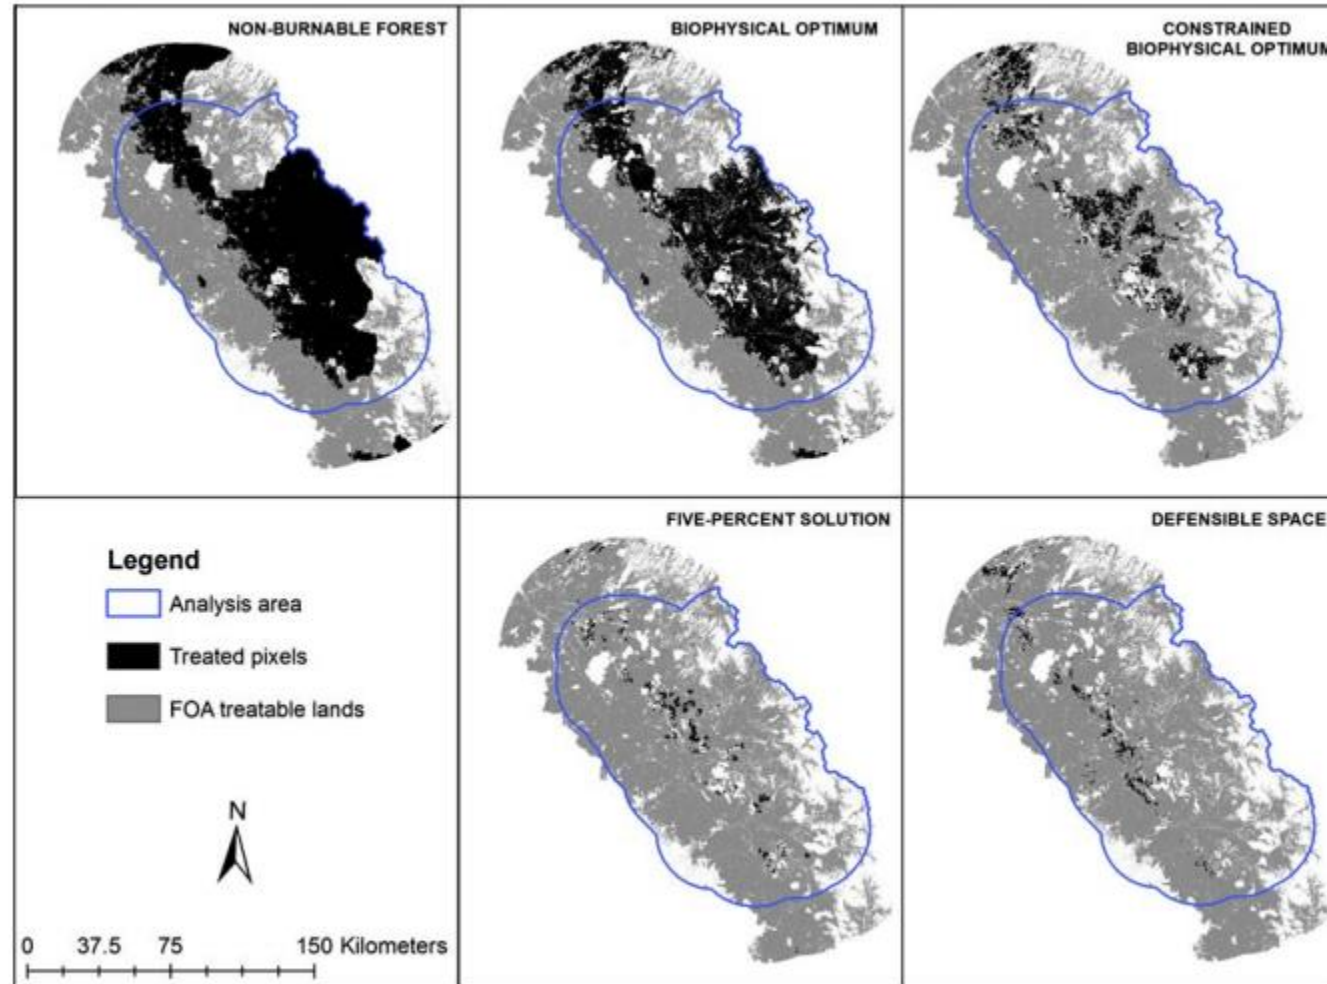 NON-BURNABLE FOREST
BIOPHYSICAL OPTIMUM
CONSTRAINED
BIOPHYSICAL OPTIMUM
FIVE-PERCENT SOLUTION
DEFENSIBLE SPACE
Legend
Analysis area
Treated pixels
FOA treatable lands
N
0 37.5 75 150 Kilometers